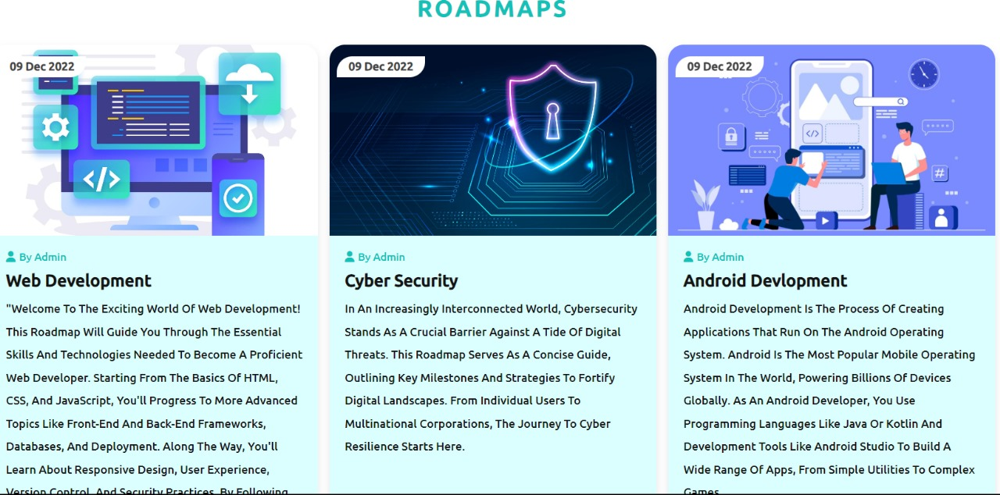 ROADMAPS
09 Dec 2022
</>
By Admin
Web Development
"Welcome To The Exciting World Of Web Development!
This Roadmap Will Guide You Through The Essential
Skills And Technologies Needed To Become A Proficient
Web Developer. Starting From The Basics Of HTML,
CSS, And JavaScript, You'll Progress To More Advanced
Topics Like Front-End And Back-End Frameworks,
Databases, And Deployment. Along The Way, You'll
Learn About Responsive Design, User Experience,
Version Control, And Security Practices. By Following
09 Dec 2022
By Admin
Cyber Security
In An Increasingly Interconnected World, Cybersecurity
Stands As A Crucial Barrier Against A Tide Of Digital
Threats. This Roadmap Serves As A Concise Guide,
Outlining Key Milestones And Strategies To Fortify
Digital Landscapes. From Individual Users To
Multinational Corporations, The Journey To Cyber
Resilience Starts Here.
09 Dec 2022
</>
#
By Admin
Android Devlopment
Android Development Is The Process Of Creating
Applications That Run On The Android Operating
System. Android Is The Most Popular Mobile Operating
System In The World, Powering Billions Of Devices
Globally. As An Android Developer, You Use
Programming Languages Like Java Or Kotlin And
Development Tools Like Android Studio To Build A
Wide Range Of Apps, From Simple Utilities To Complex
Games